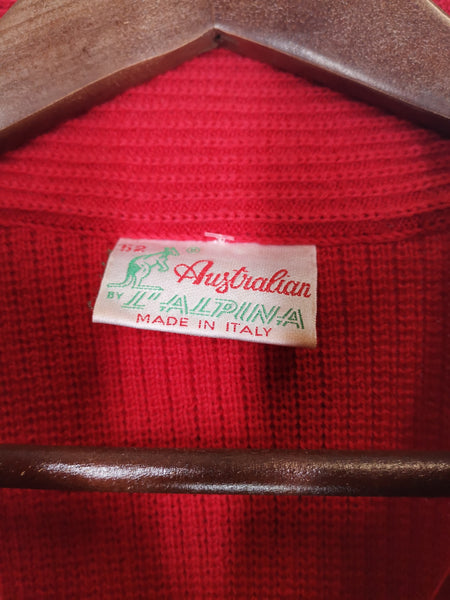 52 ®
Australian
BY L'ALPINA
MADE IN ITALY